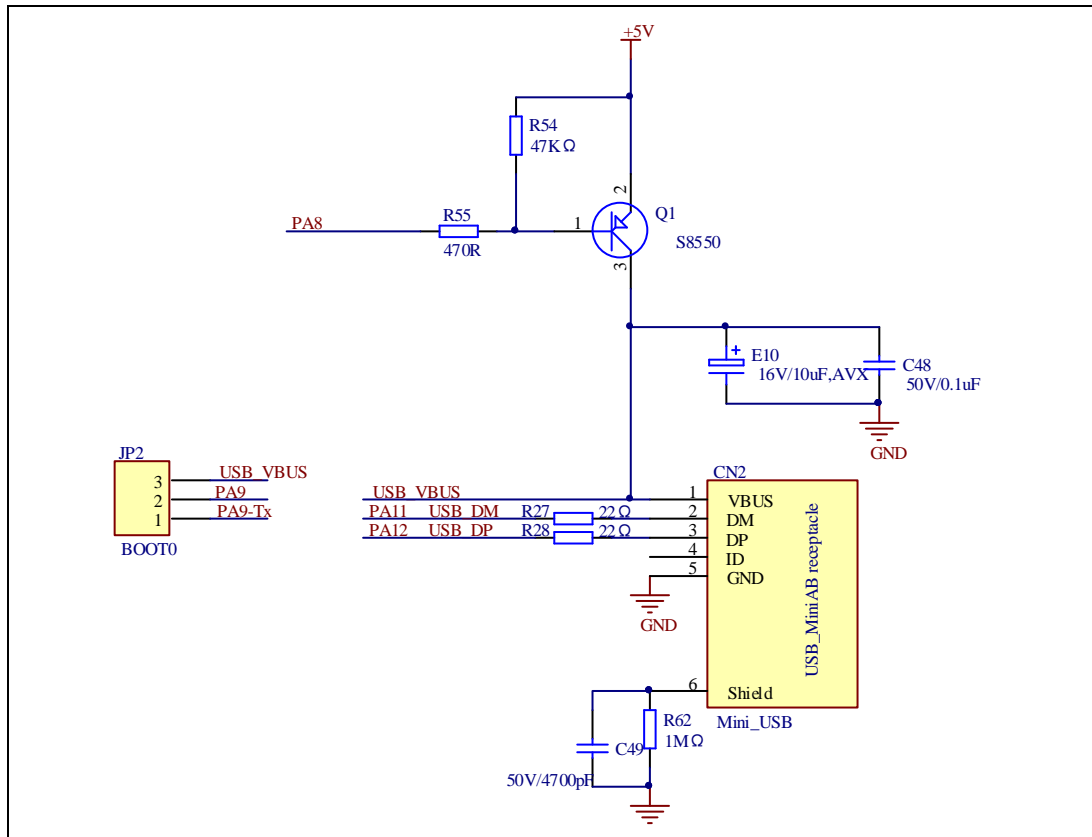 +5V
R54
47KΩ
2
Q1
S8550
1
3
PA8
R55
470R
E10
16V/10uF,AVX
C48
50V/0.1uF
GND
JP2
3
2
1
USB_VBUS
PA9
PA9-Tx
BOOT0
USB_VBUS
PA11 USB_DM R27 22Ω
PA12 USB_DP R28 22Ω
CN2
1 VBUS
2 DM
3 DP
4 ID
5 GND
USB_MiniAB receptacle
GND
6 Shield
Mini_USB
R62
1MΩ
C49
50V/4700pF